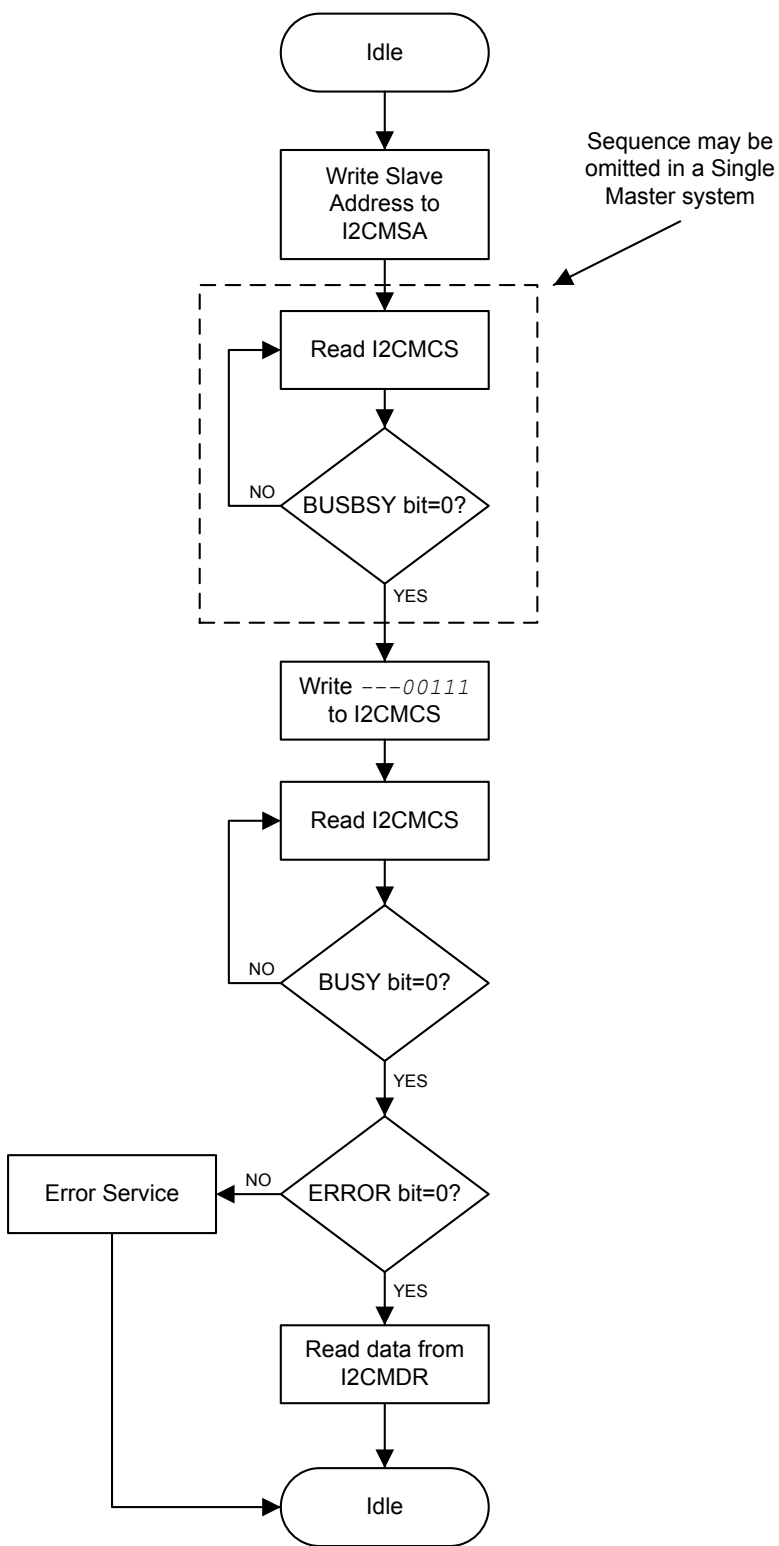 Idle
Sequence may be
omitted in a Single
Master system
Write Slave
Address to
I2CMSA
Read I2CMCS
NO
BUSBSY bit=0?
YES
Write ---00111
to I2CMCS
Read I2CMCS
NO
BUSY bit=0?
YES
Error Service
NO
ERROR bit=0?
YES
Read data from
I2CMDR
Idle